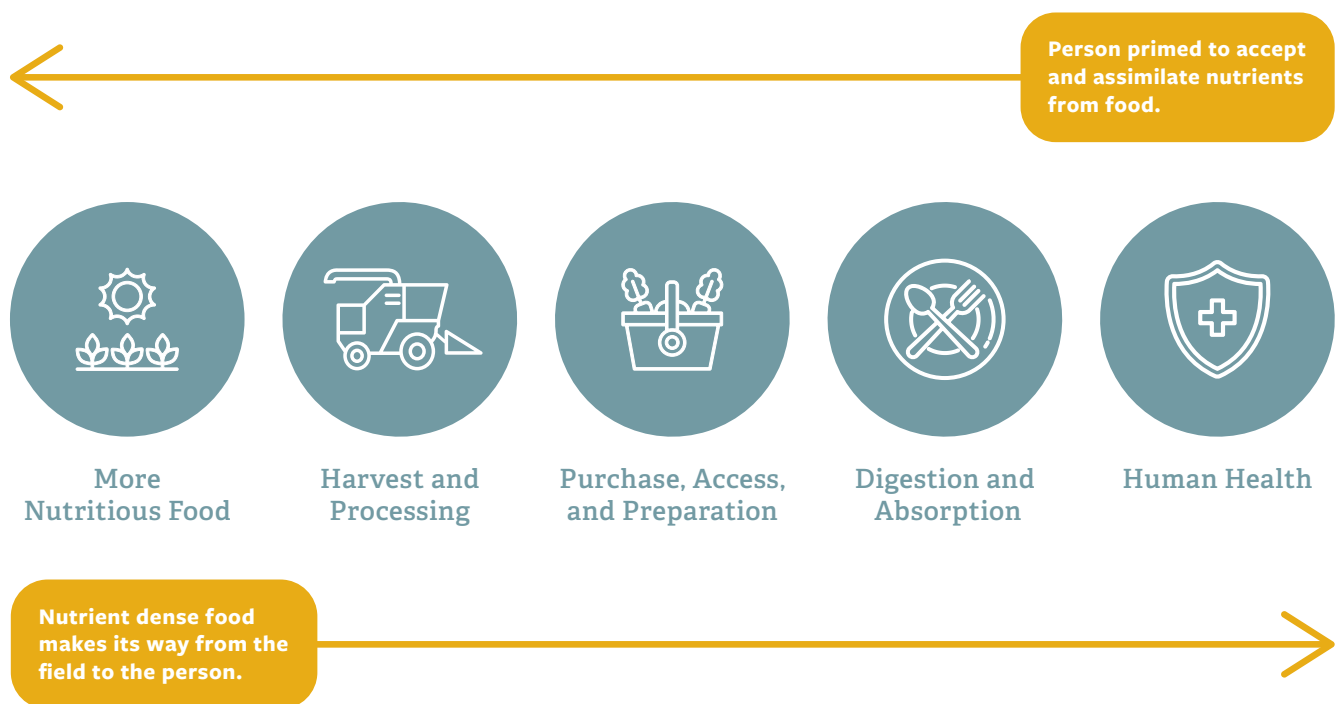 Person primed to accept
and assimilate nutrients
from food.
More
Nutritious Food
Harvest and
Processing
Purchase, Access,
and Preparation
Digestion and
Absorption
Human Health
Nutrient dense food
makes its way from the
field to the person.